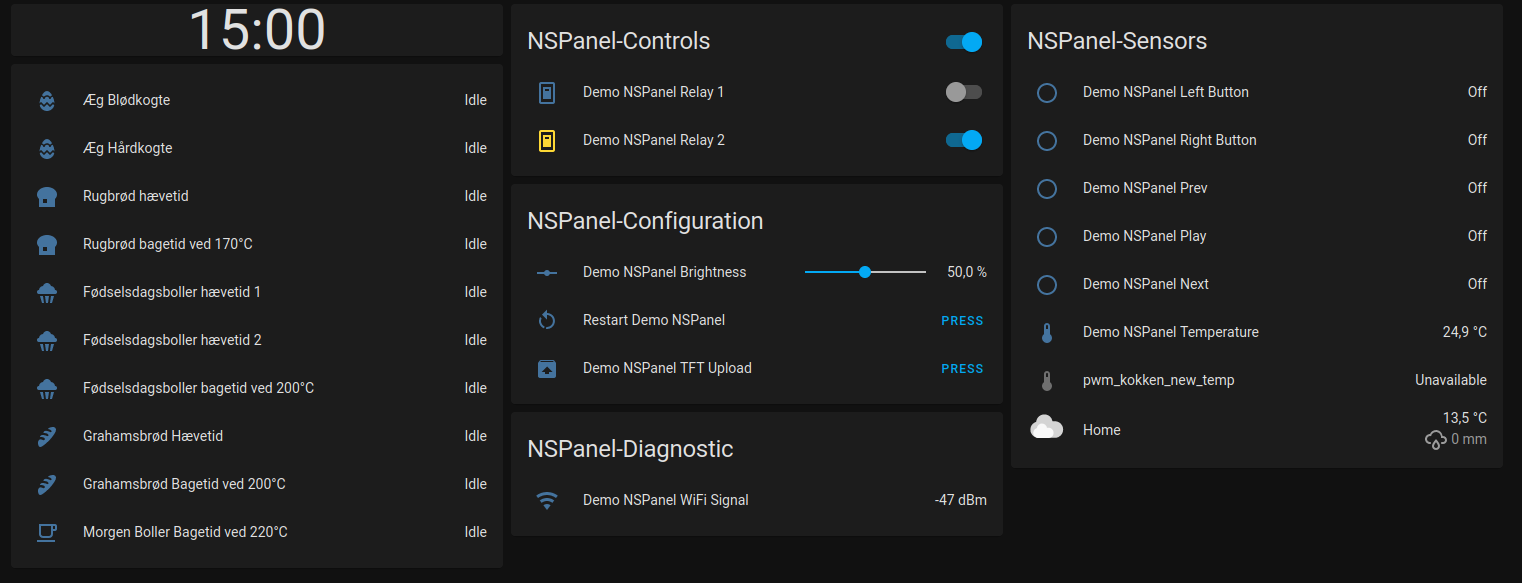 15:00
Æg Blødkogte Idle
Æg Hårdkogte Idle
Rugbrød hævetid Idle
Rugbrød bagetid ved 170°C Idle
Fødselsdagsboller hævetid 1 Idle
Fødselsdagsboller hævetid 2 Idle
Fødselsdagsboller bagetid ved 200°C Idle
Grahamsbrød Hævetid Idle
Grahamsbrød Bagetid ved 200°C Idle
Morgen Boller Bagetid ved 220°C Idle
NSPanel-Controls
Demo NSPanel Relay 1
Demo NSPanel Relay 2
NSPanel-Configuration
Demo NSPanel Brightness 50,0 %
Restart Demo NSPanel PRESS
Demo NSPanel TFT Upload PRESS
NSPanel-Diagnostic
Demo NSPanel WiFi Signal -47 dBm
NSPanel-Sensors
Demo NSPanel Left Button Off
Demo NSPanel Right Button Off
Demo NSPanel Prev Off
Demo NSPanel Play Off
Demo NSPanel Next Off
Demo NSPanel Temperature 24,9 °C
pwm_kokken_new_temp Unavailable
Home 13,5 °C
0 mm